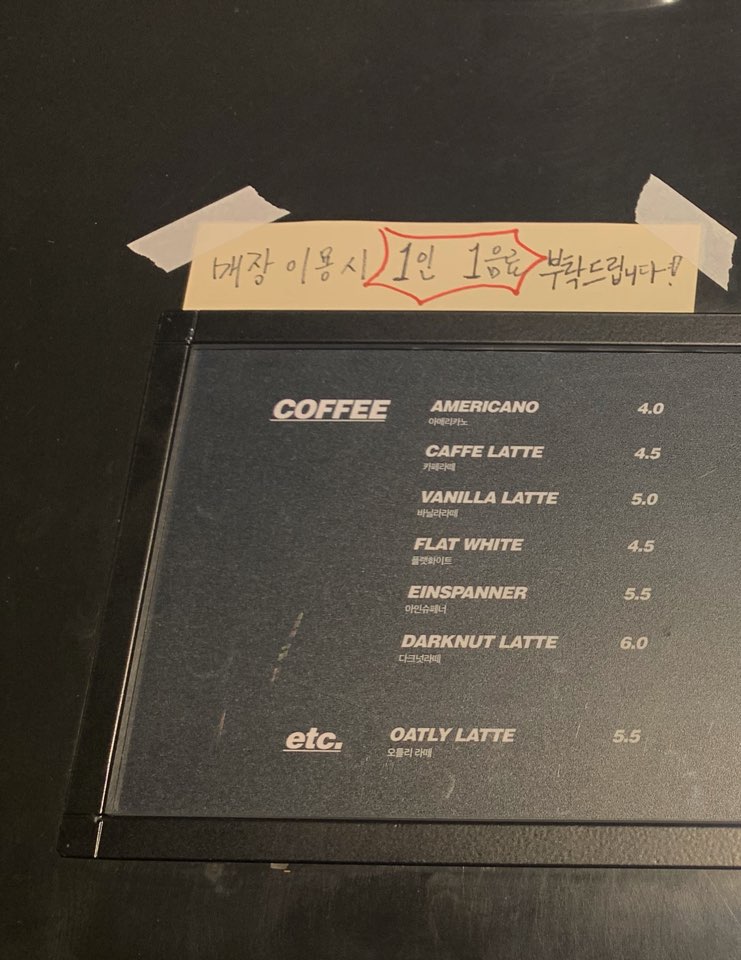 매장 이용시 1인 1음료 부탁드립니다!
COFFEE AMERICANO 4.0
아메리카노
CAFFE LATTE 4.5
카페라떼
VANILLA LATTE 5.0
바닐라라떼
FLAT WHITE 4.5
플랫화이트
EINSPANNER 5.5
아인슈페너
DARKNUT LATTE 6.0
다크넛라떼
etc. OATLY LATTE 5.5
오틀리 라떼